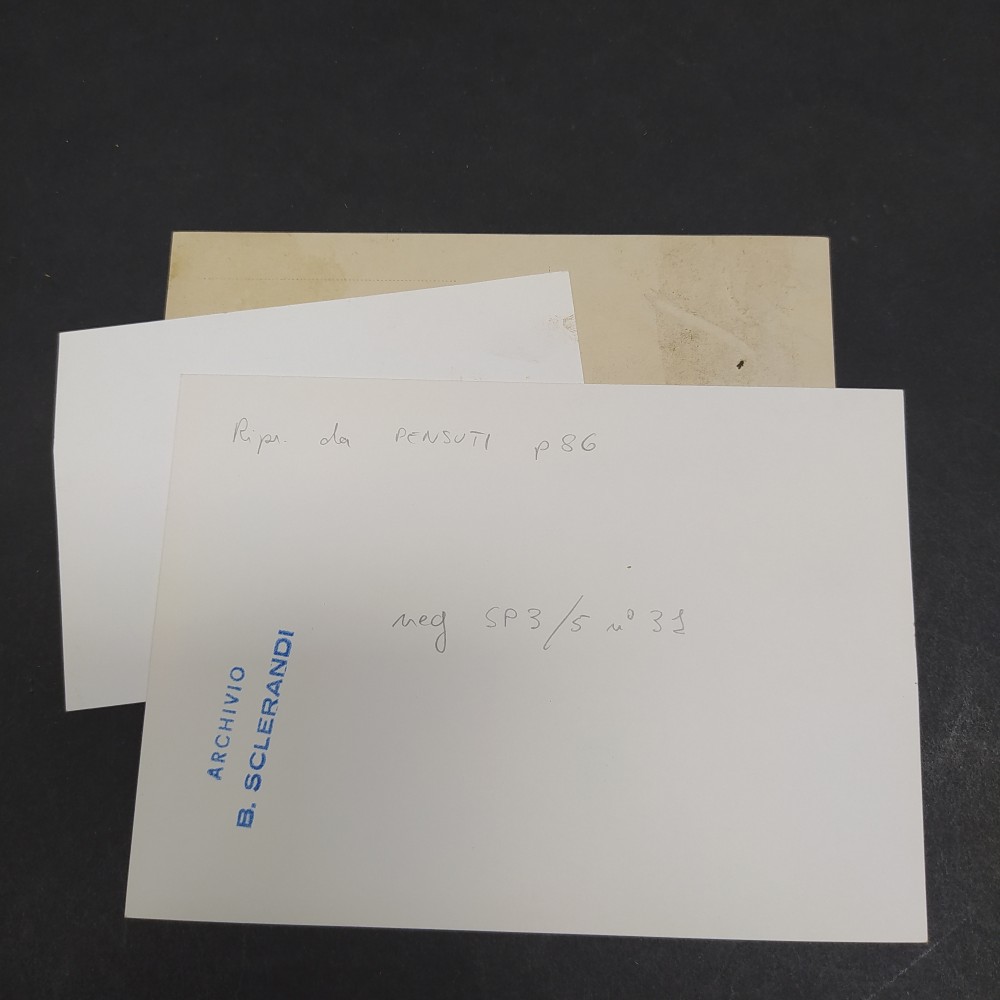 Ripr. da PENSUTI p 86
neg SP3/5 n° 31
ARCHIVIO
B. SCLERANDI